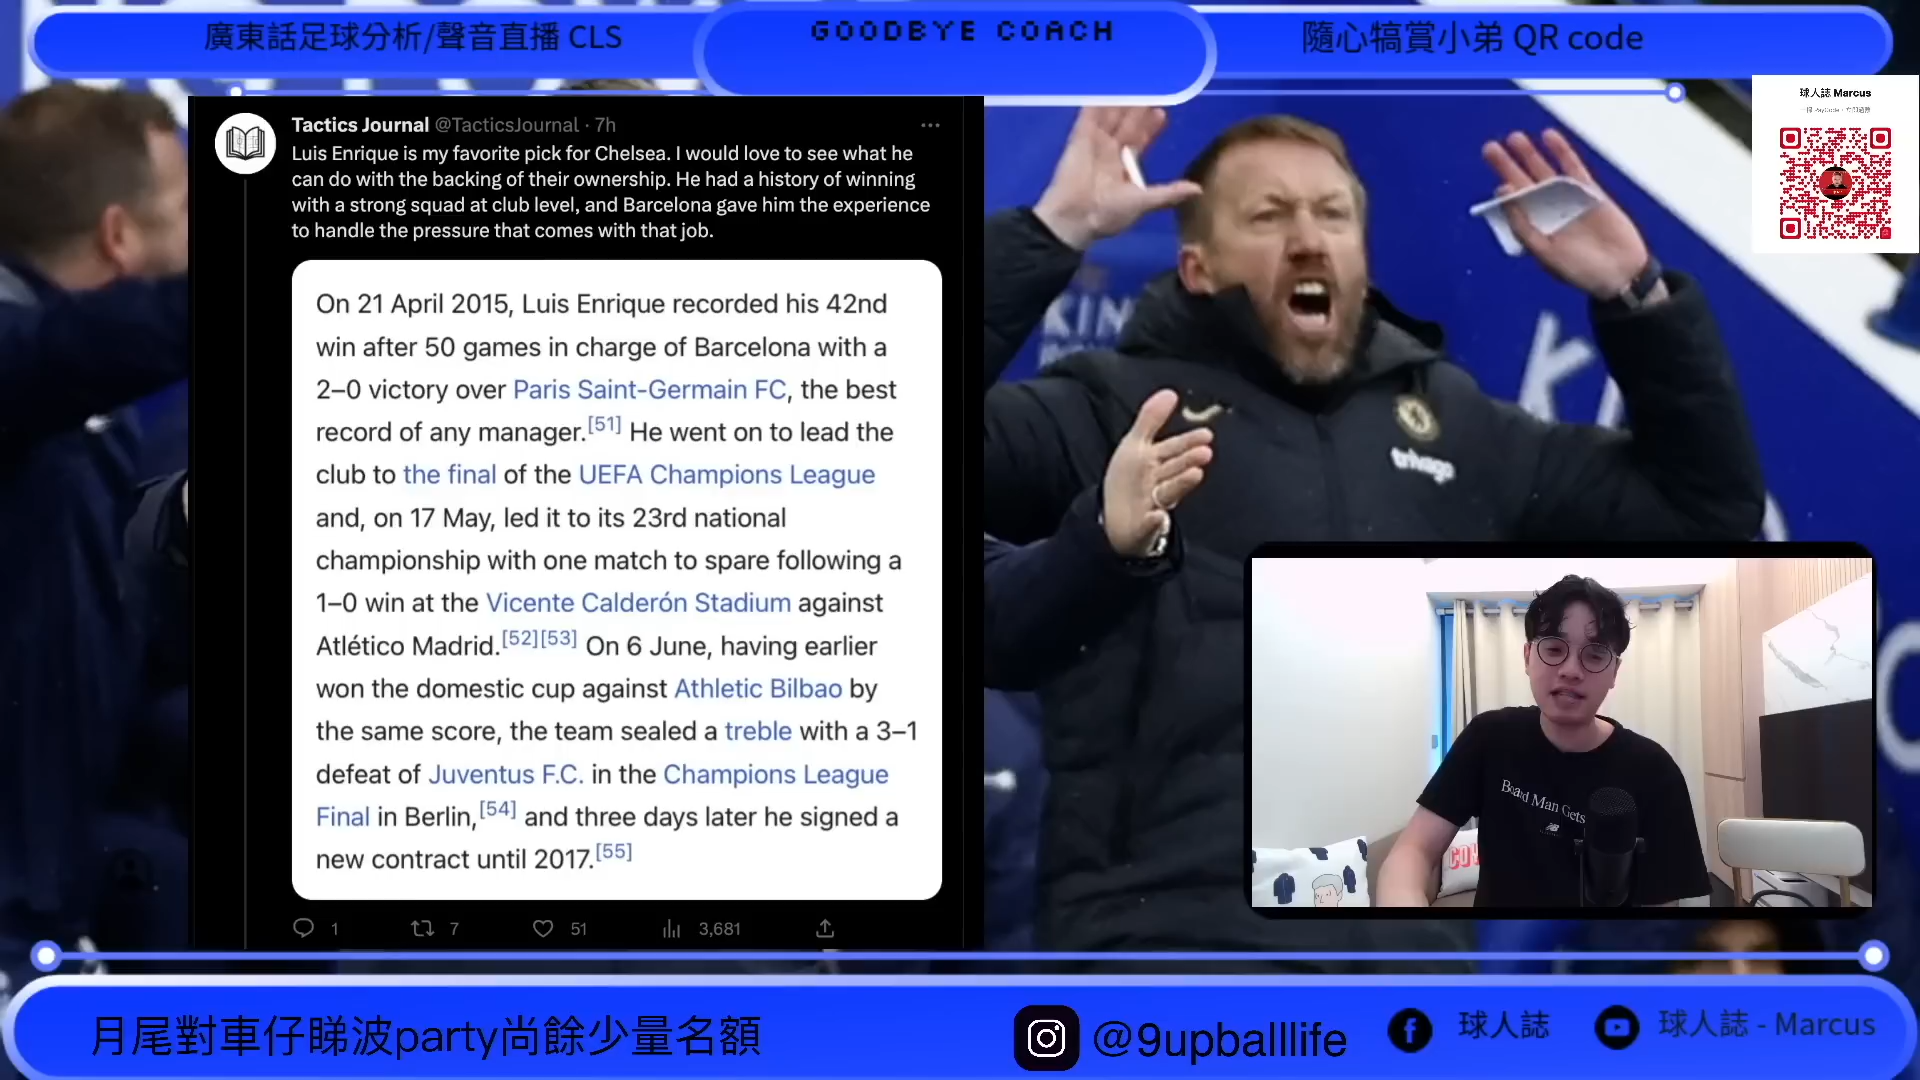 廣東話足球分析/聲音直播 CLS
GOODBYE COACH
隨心犒賞小弟 QR code
球人誌 Marcus
Tactics Journal @TacticsJournal · 7h
Luis Enrique is my favorite pick for Chelsea. I would love to see what he
can do with the backing of their ownership. He had a history of winning
with a strong squad at club level, and Barcelona gave him the experience
to handle the pressure that comes with that job.
On 21 April 2015, Luis Enrique recorded his 42nd
win after 50 games in charge of Barcelona with a
2–0 victory over Paris Saint-Germain FC, the best
record of any manager.[51] He went on to lead the
club to the final of the UEFA Champions League
and, on 17 May, led it to its 23rd national
championship with one match to spare following a
1–0 win at the Vicente Calderón Stadium against
Atlético Madrid.[52][53] On 6 June, having earlier
won the domestic cup against Athletic Bilbao by
the same score, the team sealed a treble with a 3–1
defeat of Juventus F.C. in the Champions League
Final in Berlin,[54] and three days later he signed a
new contract until 2017.[55]
1 7 51 3,681
KIN
trivago
Board Man Gets
月尾對車仔睇波party尚餘少量名額
@9upballlife
球人誌
球人誌 - Marcus